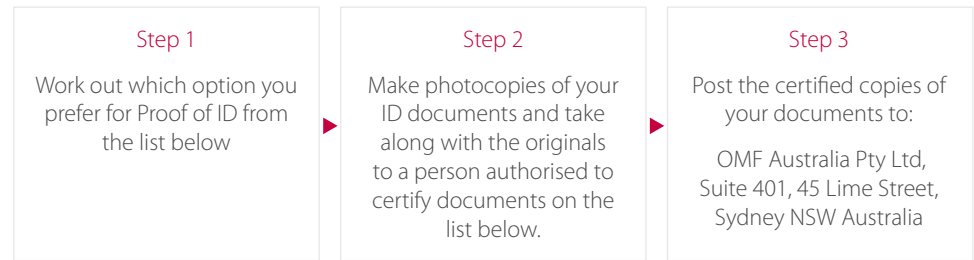 Step 1
Work out which option you
prefer for Proof of ID from
the list below
Step 2
Make photocopies of your
ID documents and take
along with the originals
to a person authorised to
certify documents on the
list below.
Step 3
Post the certified copies of
your documents to:
OMF Australia Pty Ltd,
Suite 401, 45 Lime Street,
Sydney NSW Australia